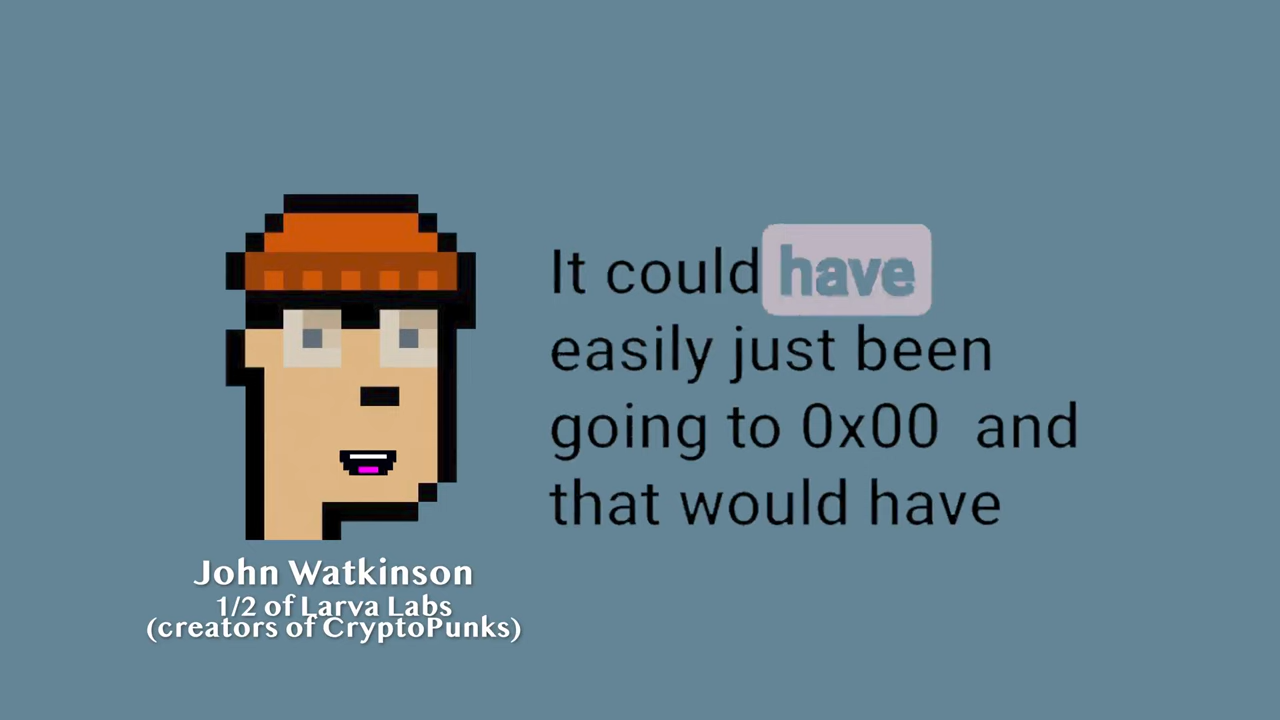 It could have
easily just been
going to 0x00 and
that would have
John Watkinson
1/2 of Larva Labs
(creators of CryptoPunks)